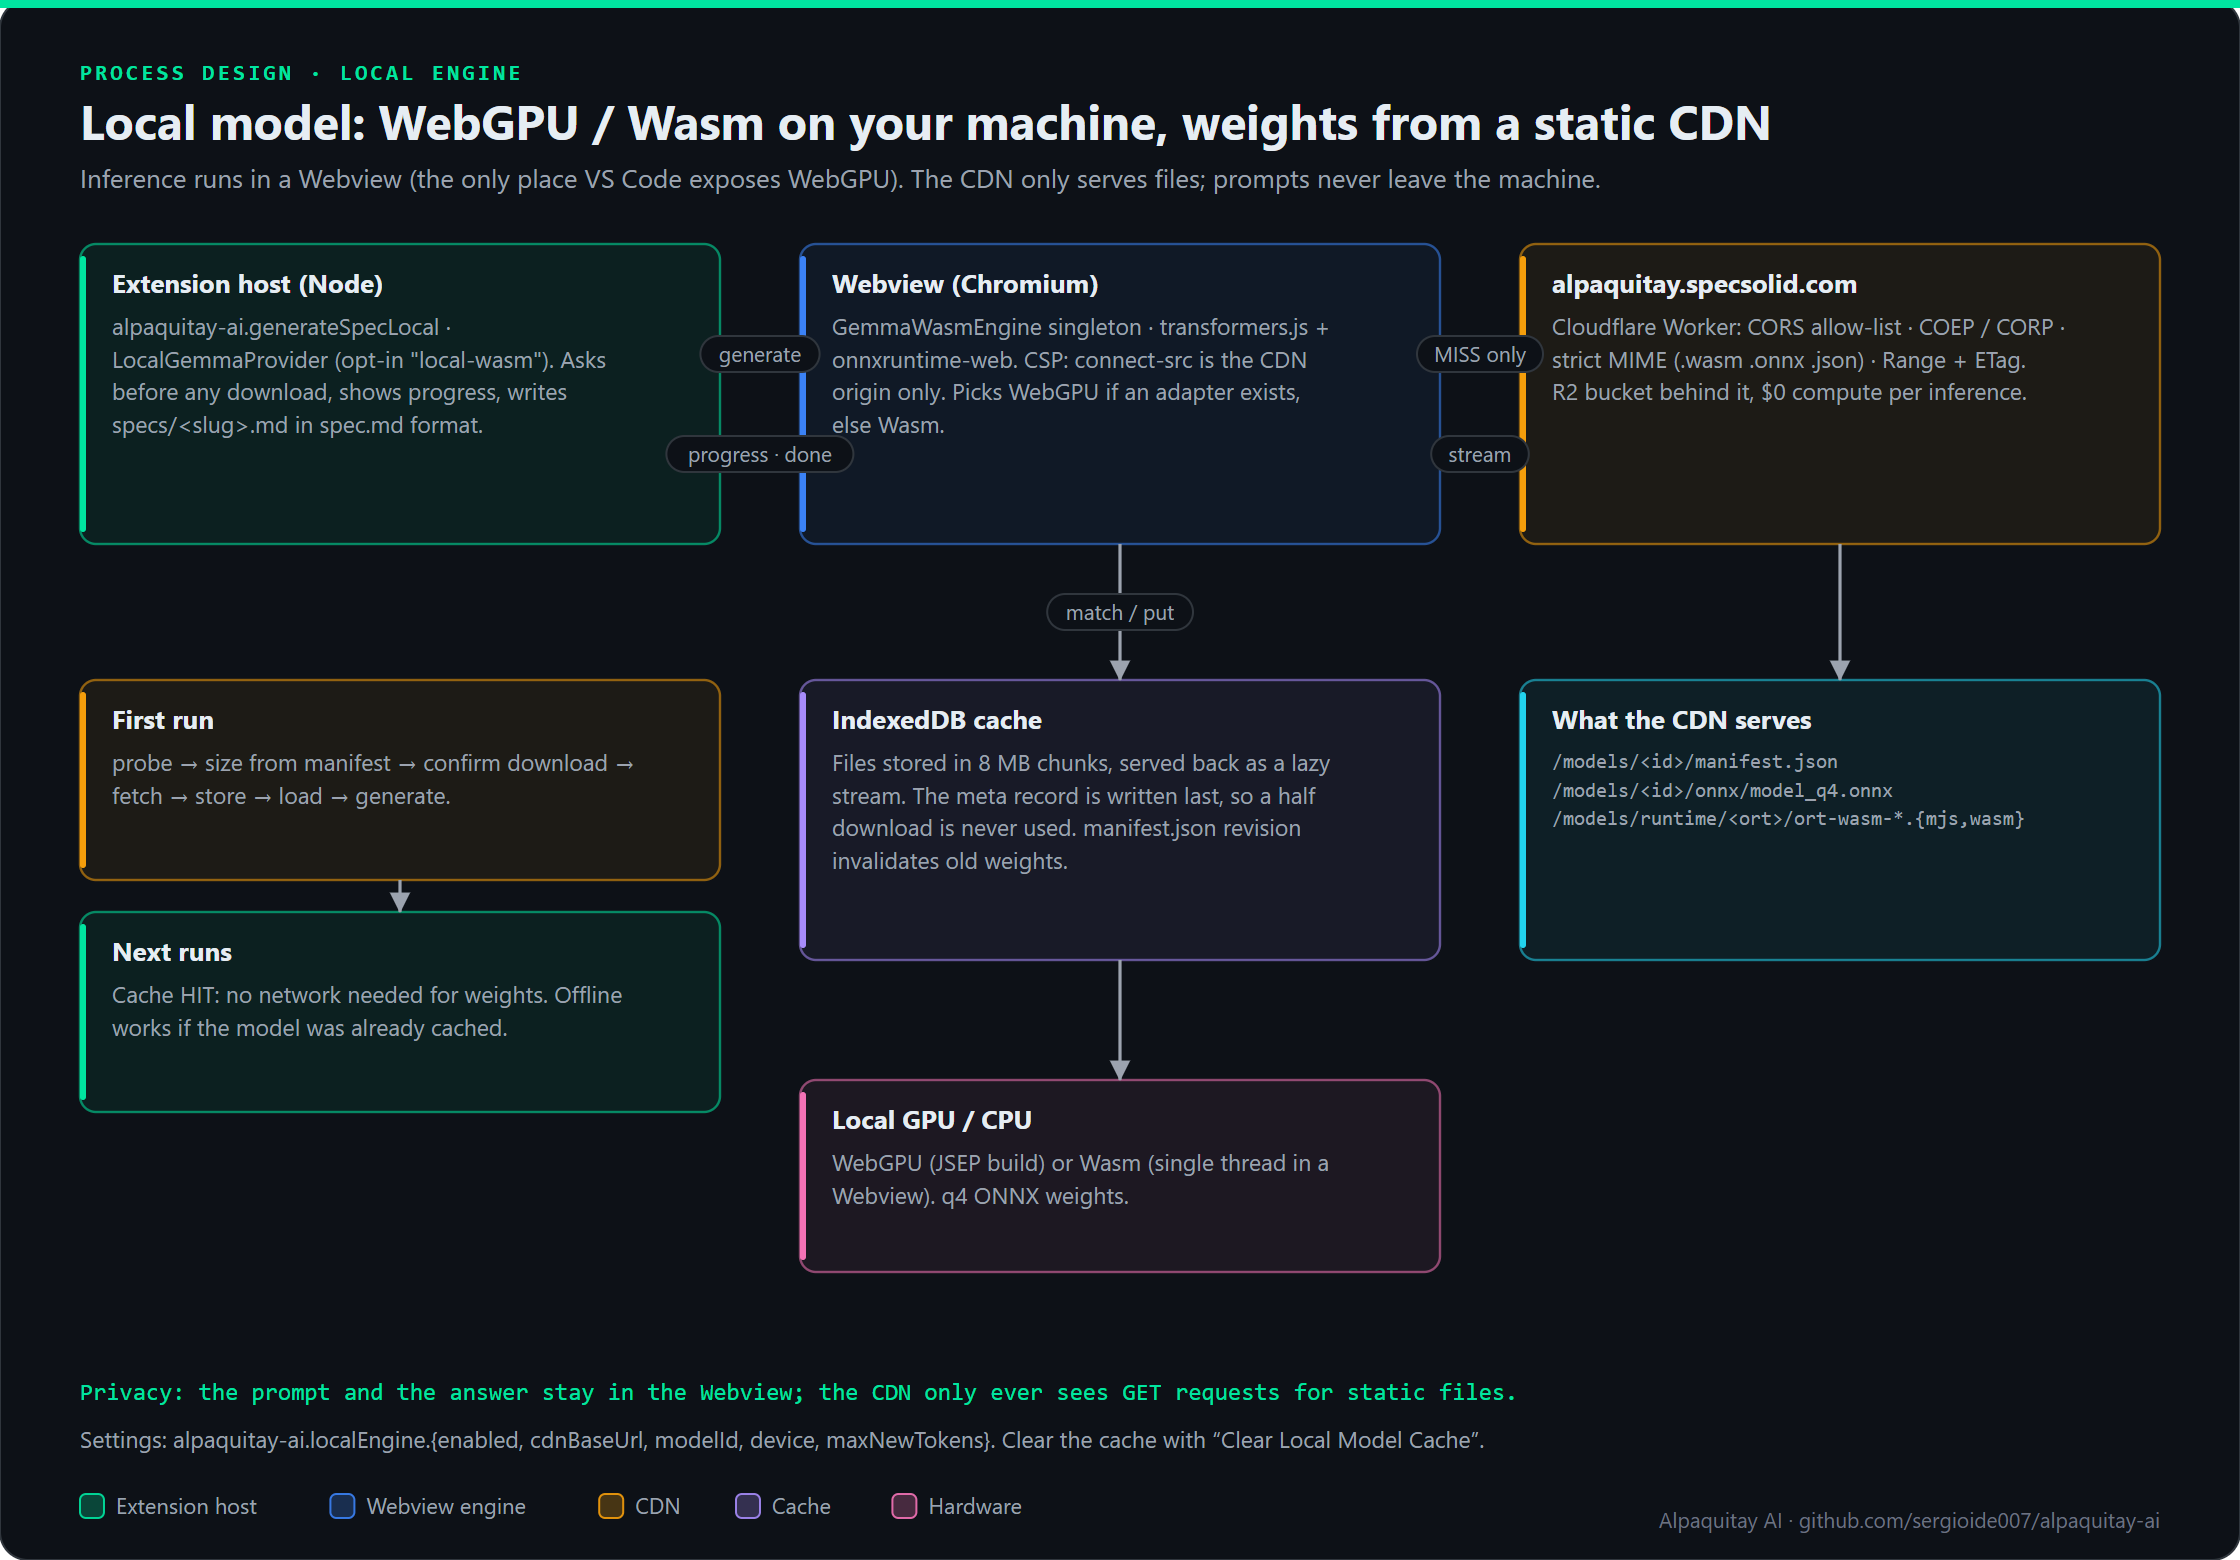 PROCESS DESIGN · LOCAL ENGINE
Local model: WebGPU / Wasm on your machine, weights from a static CDN
Inference runs in a Webview (the only place VS Code exposes WebGPU). The CDN only serves files; prompts never leave the machine.
Extension host (Node)
alpaquitay-ai.generateSpecLocal ·
LocalGemmaProvider (opt-in "local-wasm"). Asks
before any download, shows progress, writes
specs/<slug>.md in spec.md format.
generate
progress · done
Webview (Chromium)
GemmaWasmEngine singleton · transformers.js +
onnxruntime-web. CSP: connect-src is the CDN
origin only. Picks WebGPU if an adapter exists,
else Wasm.
MISS only
stream
alpaquitay.specsolid.com
Cloudflare Worker: CORS allow-list · COEP / CORP ·
strict MIME (.wasm .onnx .json) · Range + ETag.
R2 bucket behind it, $0 compute per inference.
match / put
First run
probe → size from manifest → confirm download →
fetch → store → load → generate.
IndexedDB cache
Files stored in 8 MB chunks, served back as a lazy
stream. The meta record is written last, so a half
download is never used. manifest.json revision
invalidates old weights.
What the CDN serves
/models/<id>/manifest.json
/models/<id>/onnx/model_q4.onnx
/models/runtime/<ort>/ort-wasm-*.{mjs,wasm}
Next runs
Cache HIT: no network needed for weights. Offline
works if the model was already cached.
Local GPU / CPU
WebGPU (JSEP build) or Wasm (single thread in a
Webview). q4 ONNX weights.
Privacy: the prompt and the answer stay in the Webview; the CDN only ever sees GET requests for static files.
Settings: alpaquitay-ai.localEngine.{enabled, cdnBaseUrl, modelId, device, maxNewTokens}. Clear the cache with “Clear Local Model Cache”.
Extension host
Webview engine
CDN
Cache
Hardware
Alpaquitay AI · github.com/sergioide007/alpaquitay-ai